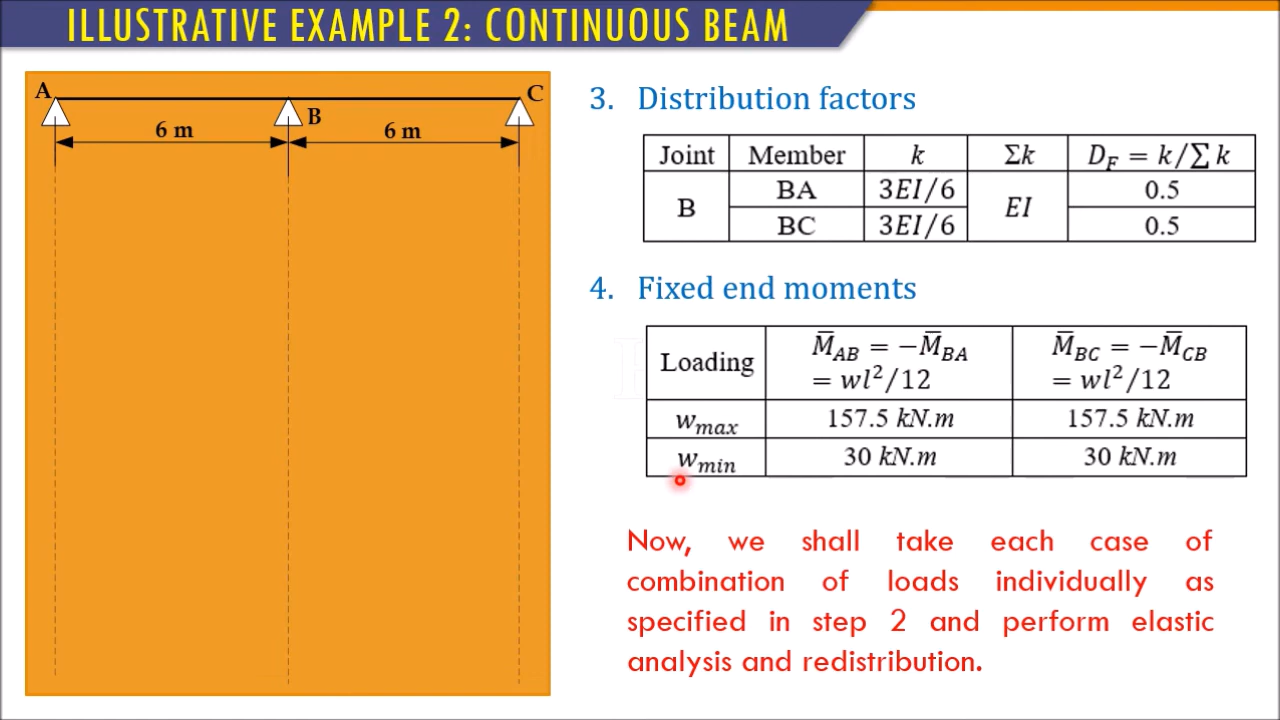 ILLUSTRATIVE EXAMPLE 2: CONTINUOUS BEAM
A
C
B
6 m
6 m
3. Distribution factors
Joint Member k Σk D_F = k/∑ k
B BA 3EI/6 EI 0.5
BC 3EI/6 0.5
4. Fixed end moments
Loading M̅_AB = −M̅_BA = wl²/12 M̅_BC = −M̅_CB = wl²/12
w_max 157.5 kN.m 157.5 kN.m
w_min 30 kN.m 30 kN.m
Now, we shall take each case of
combination of loads individually as
specified in step 2 and perform elastic
analysis and redistribution.